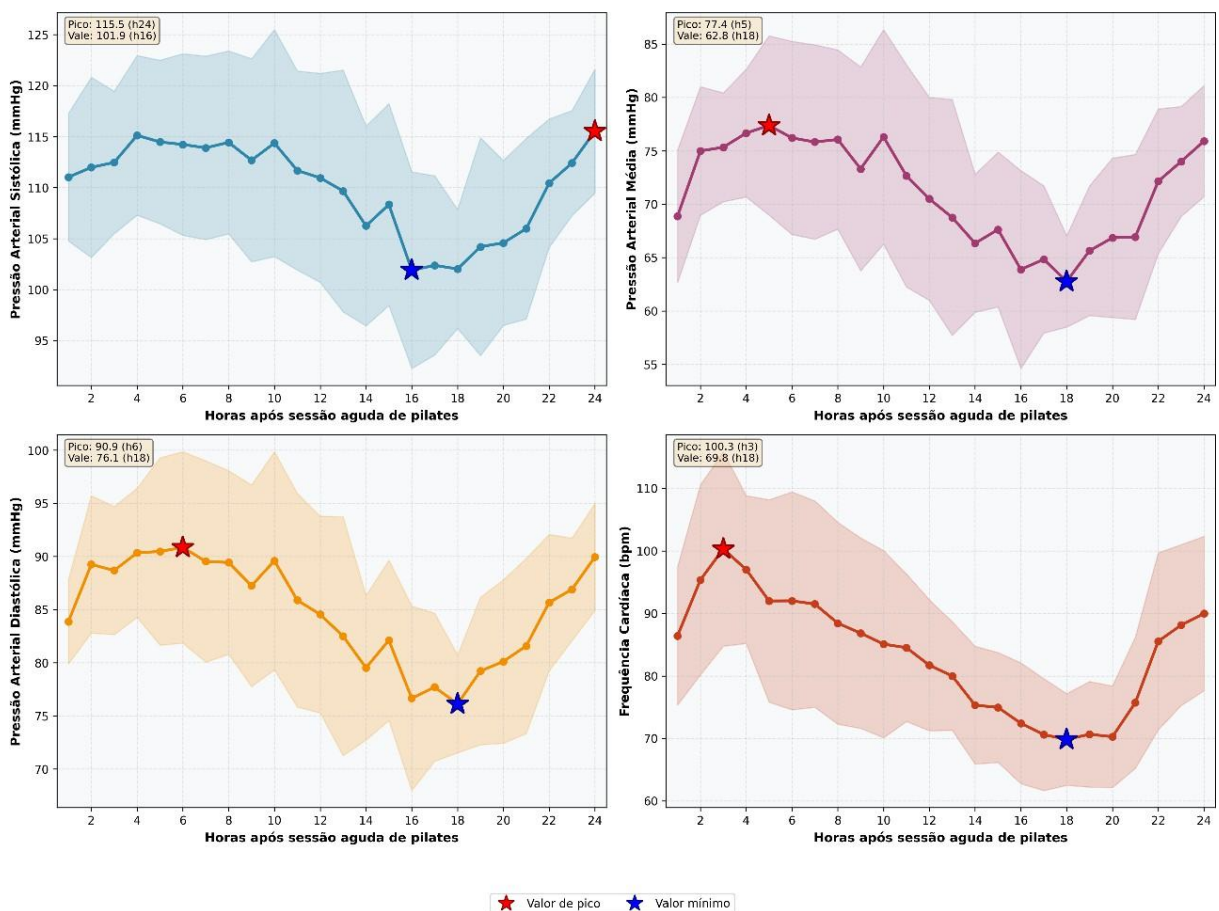 Pico: 115.5 (h24)
Vale: 101.9 (h16)
Pressão Arterial Sistólica (mmHg)
125
120
115
110
105
100
95
2 4 6 8 10 12 14 16 18 20 22 24
Horas após sessão aguda de pilates
Pico: 77.4 (h5)
Vale: 62.8 (h18)
Pressão Arterial Média (mmHg)
85
80
75
70
65
60
55
2 4 6 8 10 12 14 16 18 20 22 24
Horas após sessão aguda de pilates
Pico: 90.9 (h6)
Vale: 76.1 (h18)
Pressão Arterial Diastólica (mmHg)
100
95
90
85
80
75
70
2 4 6 8 10 12 14 16 18 20 22 24
Horas após sessão aguda de pilates
Pico: 100.3 (h3)
Vale: 69.8 (h18)
Frequência Cardíaca (bpm)
110
100
90
80
70
60
2 4 6 8 10 12 14 16 18 20 22 24
Horas após sessão aguda de pilates
Valor de pico Valor mínimo